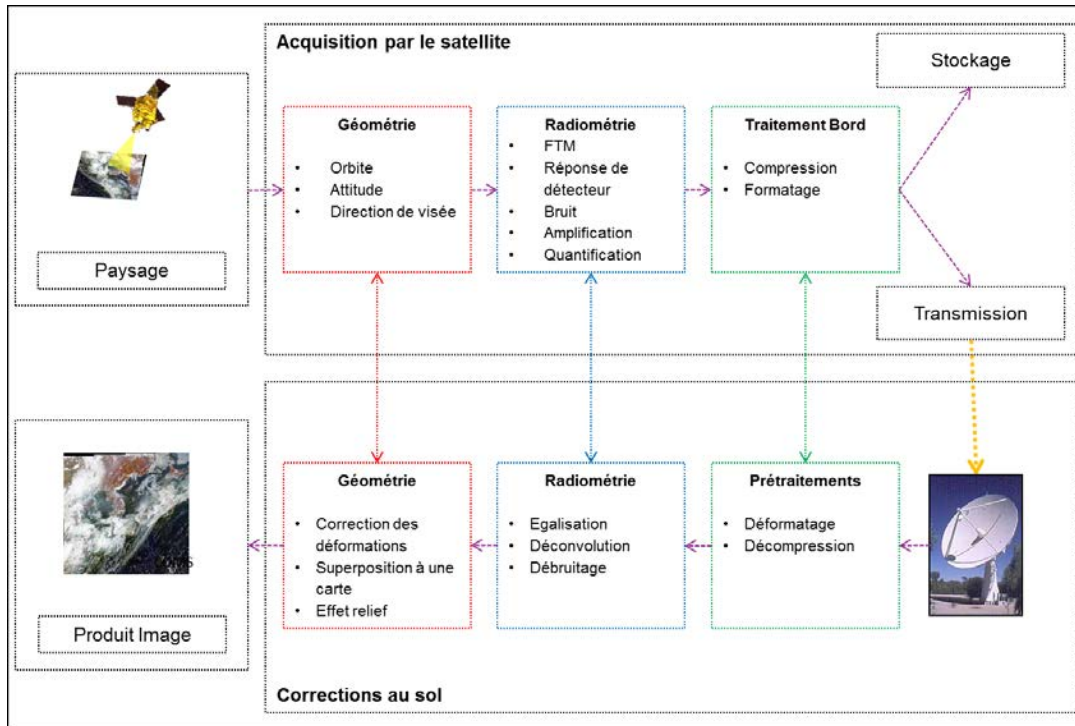 Acquisition par le satellite
Stockage
Géométrie
• Orbite
• Attitude
• Direction de visée
Radiométrie
• FTM
• Réponse de
détecteur
• Bruit
• Amplification
• Quantification
Traitement Bord
• Compression
• Formatage
Paysage
Transmission
Géométrie
• Correction des
déformations
• Superposition à une
carte
• Effet relief
Radiométrie
• Egalisation
• Déconvolution
• Débruitage
Prétraitements
• Déformatage
• Décompression
Produit Image
Corrections au sol